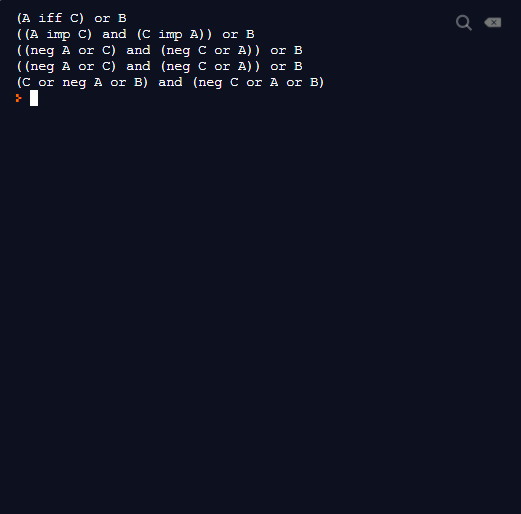 (A iff C) or B
((A imp C) and (C imp A)) or B
((neg A or C) and (neg C or A)) or B
((neg A or C) and (neg C or A)) or B
(C or neg A or B) and (neg C or A or B)
>